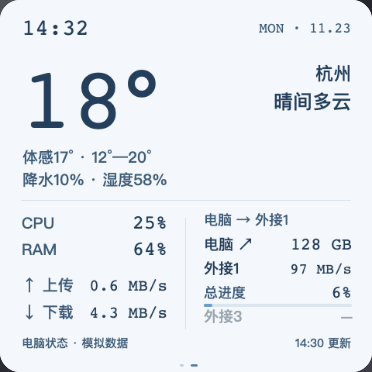 14:32
MON · 11.23
18°
杭州
晴间多云
体感17° · 12°—20°
降水10% · 湿度58%
CPU 25%
RAM 64%
↑ 上传 0.6 MB/s
↓ 下载 4.3 MB/s
电脑 → 外接1
电脑 ↗ 128 GB
外接1 97 MB/s
总进度 6%
外接3 —
电脑状态 · 模拟数据
14:30 更新